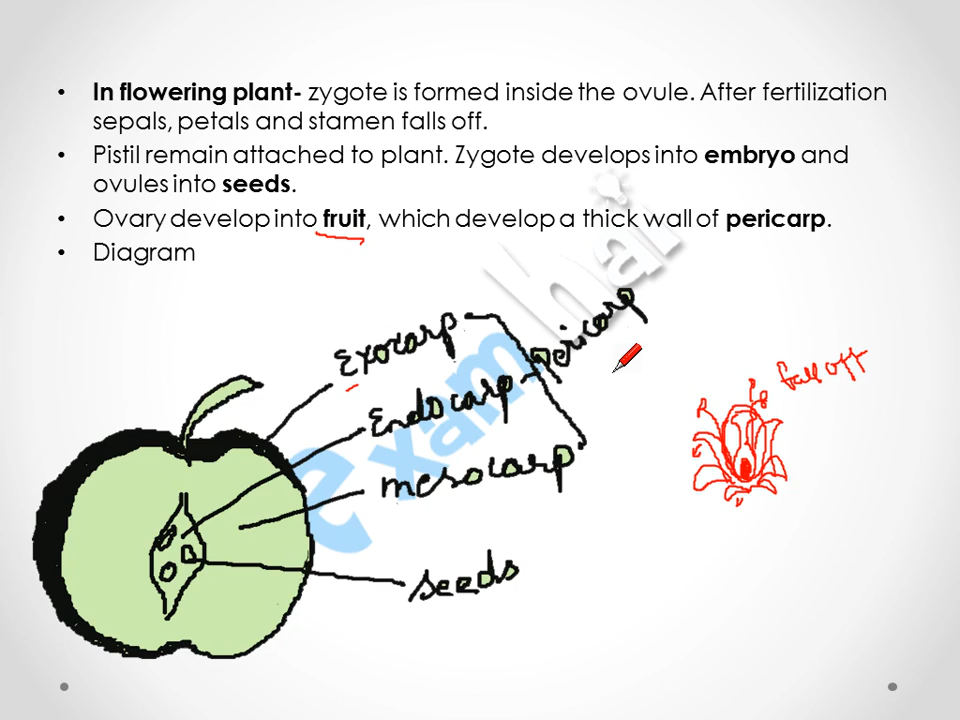 • In flowering plant- zygote is formed inside the ovule. After fertilization
sepals, petals and stamen falls off.
• Pistil remain attached to plant. Zygote develops into embryo and
ovules into seeds.
• Ovary develop into fruit, which develop a thick wall of pericarp.
• Diagram
exam bhai
Exocarp
Pericarp
Endocarp
mesocarp
seeds
fall off